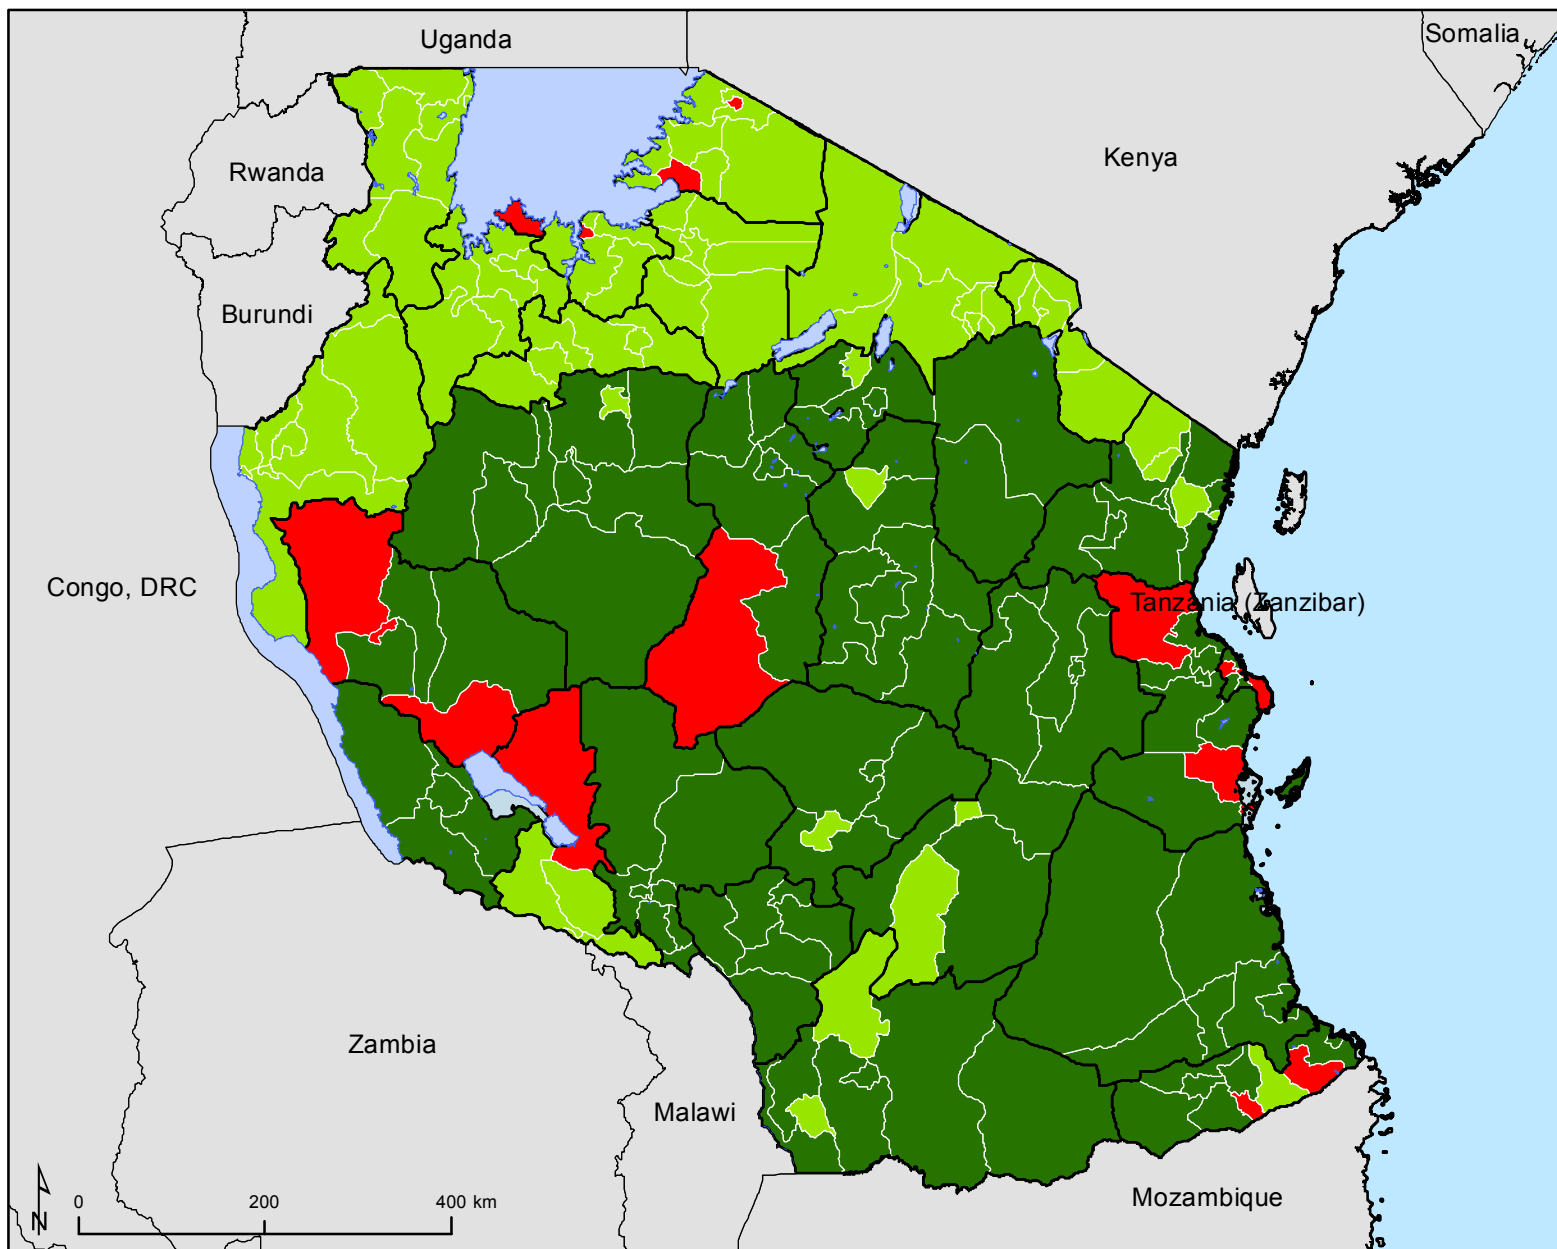 Uganda
Somalia
Kenya
Rwanda
Burundi
Congo, DRC
Tanzania (Zanzibar)
Zambia
Malawi
Mozambique
N
0 200 400 km